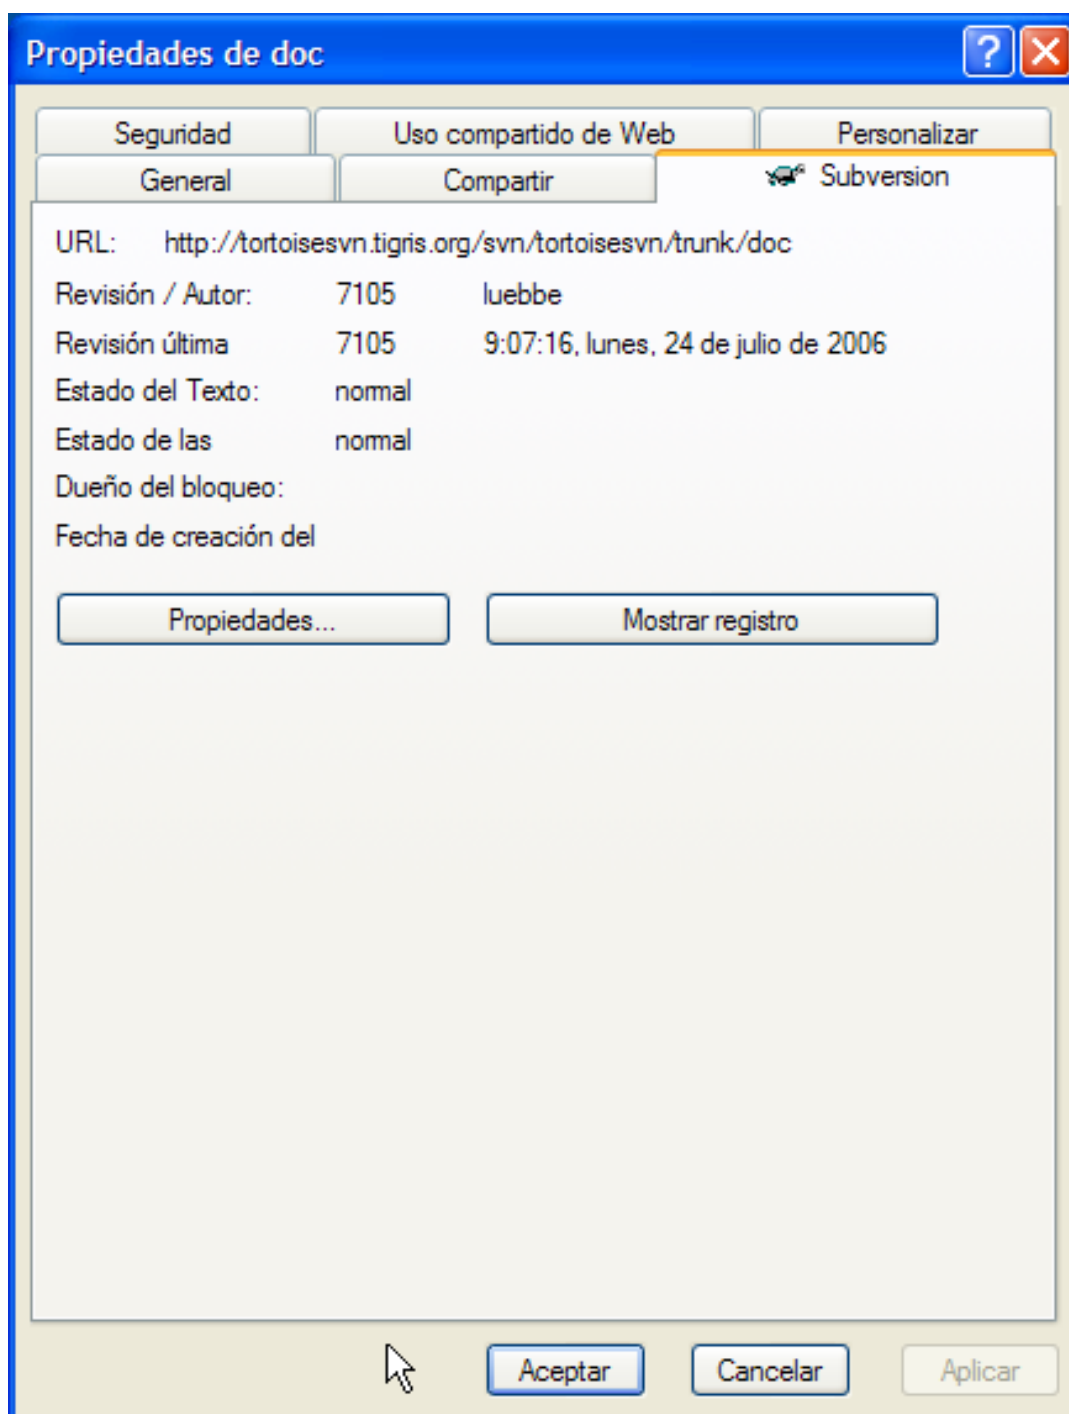 Propiedades de doc
Seguridad Uso compartido de Web Personalizar
General Compartir Subversion
URL: http://tortoisesvn.tigris.org/svn/tortoisesvn/trunk/doc
Revisión / Autor: 7105 luebbe
Revisión última 7105 9:07:16, lunes, 24 de julio de 2006
Estado del Texto: normal
Estado de las normal
Dueño del bloqueo:
Fecha de creación del
Propiedades... Mostrar registro
Aceptar Cancelar Aplicar